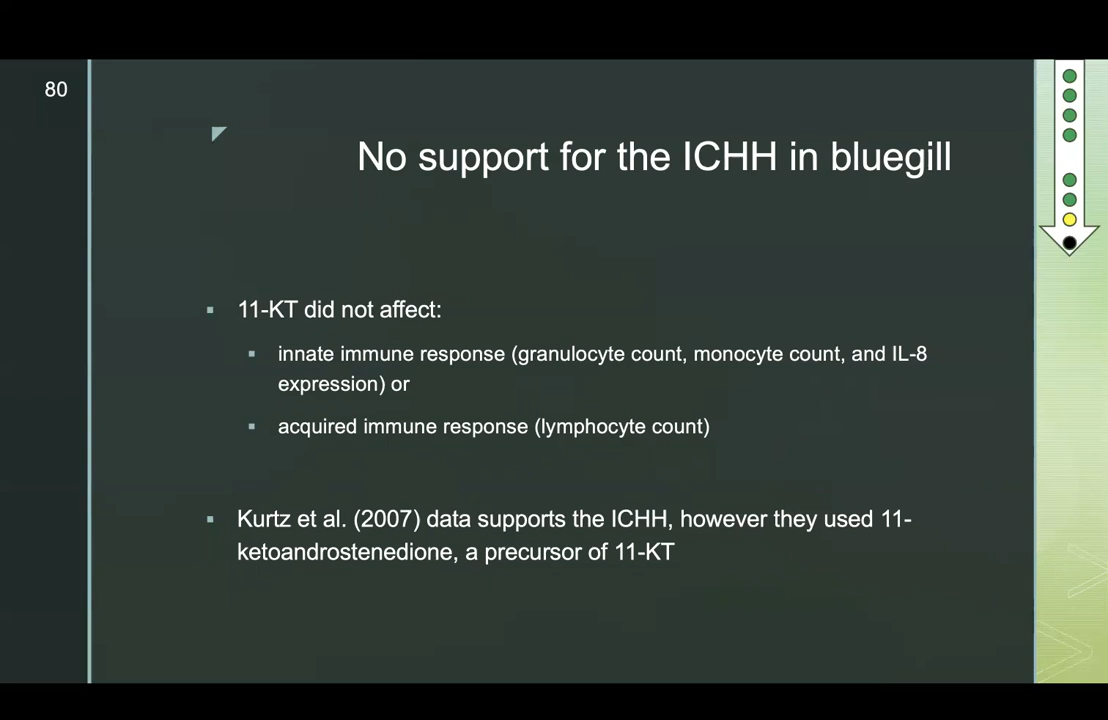 80
No support for the ICHH in bluegill
▪ 11-KT did not affect:
▪ innate immune response (granulocyte count, monocyte count, and IL-8
expression) or
▪ acquired immune response (lymphocyte count)
▪ Kurtz et al. (2007) data supports the ICHH, however they used 11-
ketoandrostenedione, a precursor of 11-KT